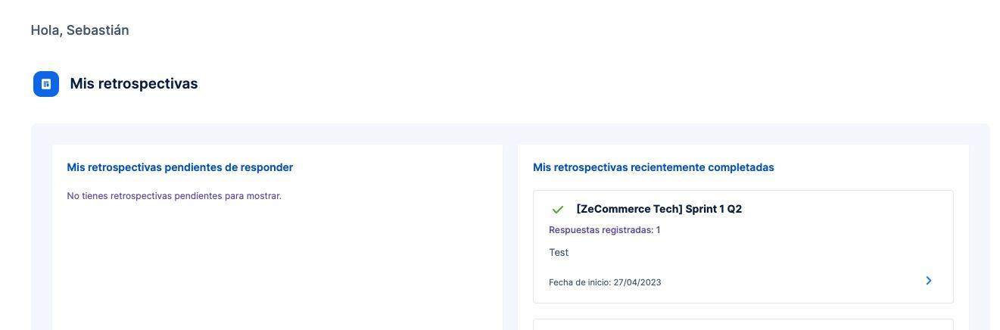 Hola, Sebastián
Mis retrospectivas
Mis retrospectivas pendientes de responder
No tienes retrospectivas pendientes para mostrar.
Mis retrospectivas recientemente completadas
[ZeCommerce Tech] Sprint 1 Q2
Respuestas registradas: 1
Test
Fecha de inicio: 27/04/2023